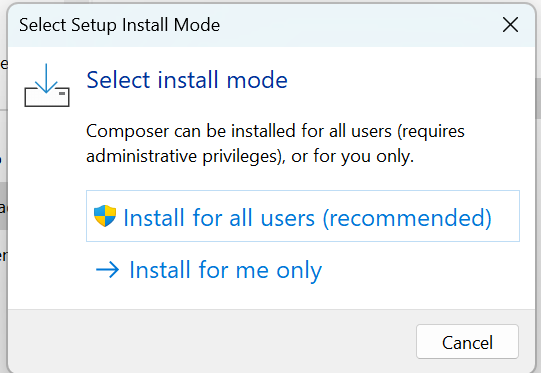 Select Setup Install Mode
Select install mode
Composer can be installed for all users (requires
administrative privileges), or for you only.
Install for all users (recommended)
Install for me only
Cancel